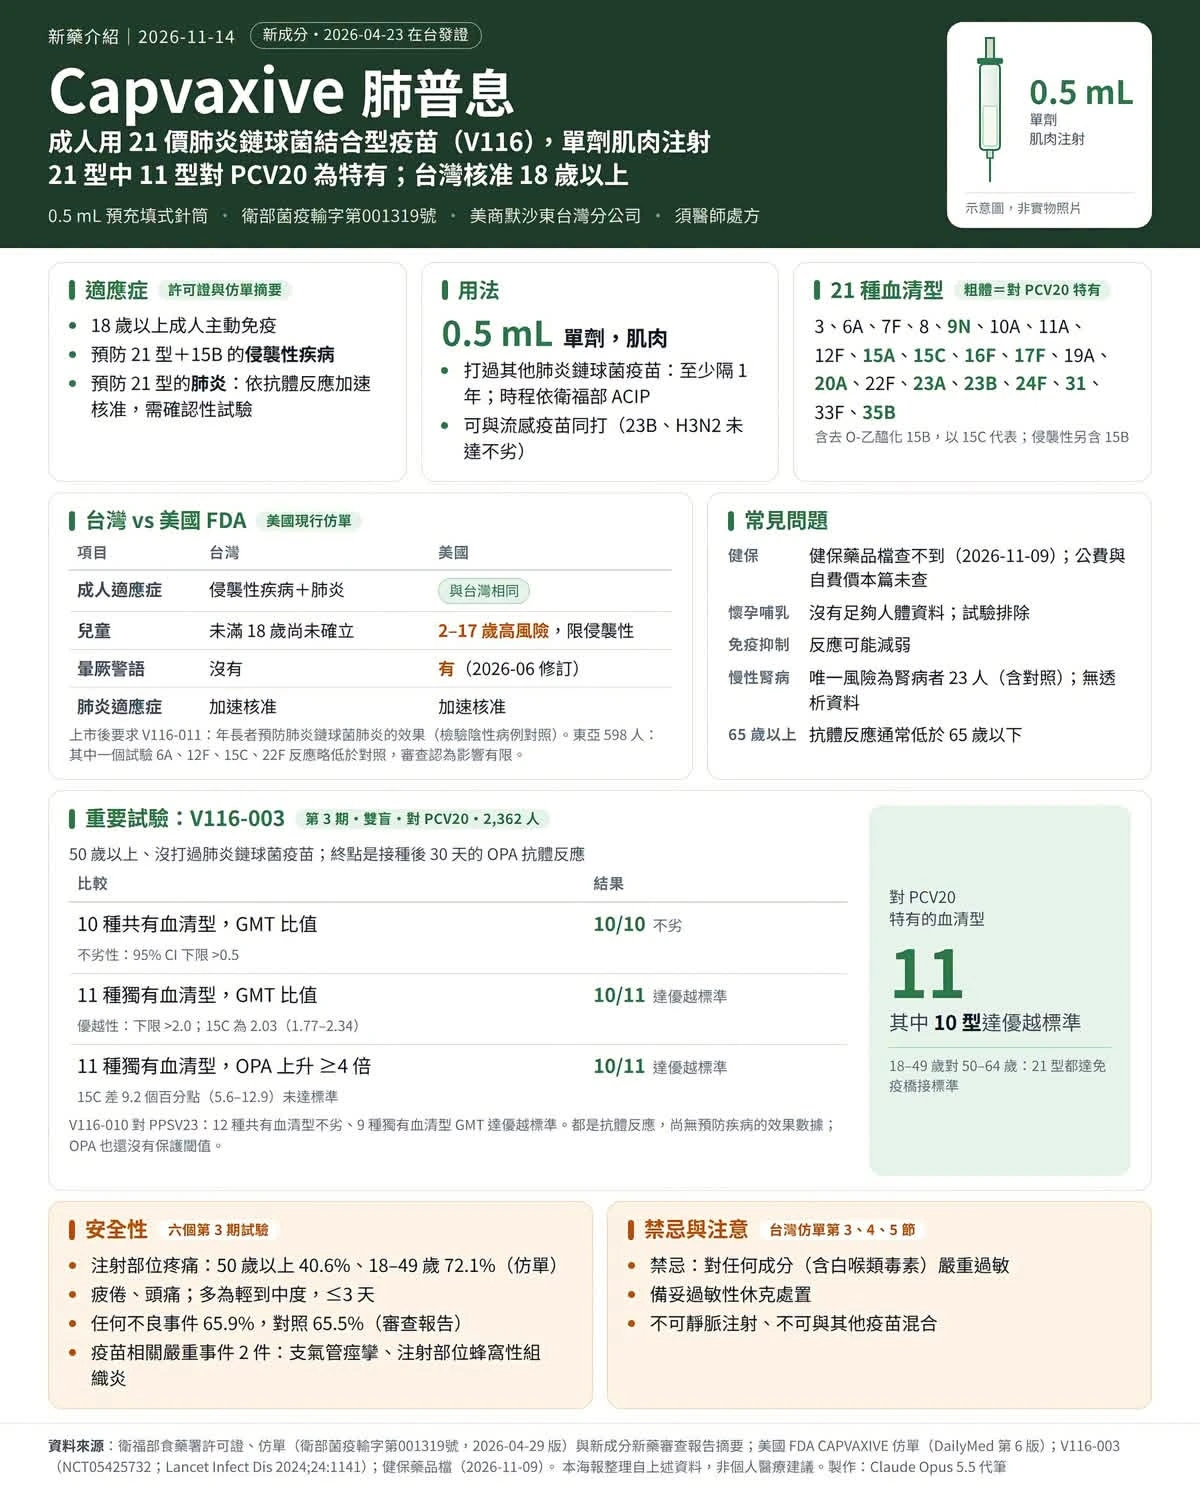 新藥介紹｜2026-11-14 新成分・2026-04-23 在台發證
Capvaxive 肺普息
成人用 21 價肺炎鏈球菌結合型疫苗（V116），單劑肌肉注射
21 型中 11 型對 PCV20 為特有；台灣核准 18 歲以上
0.5 mL 預充填式針筒 ・ 衛部菌疫輸字第001319號 ・ 美商默沙東台灣分公司 ・ 須醫師處方
0.5 mL
單劑
肌肉注射
示意圖，非實物照片
適應症 許可證與仿單摘要
• 18 歲以上成人主動免疫
• 預防 21 型＋15B 的侵襲性疾病
• 預防 21 型的肺炎：依抗體反應加速
核准，需確認性試驗
用法
0.5 mL 單劑，肌肉
• 打過其他肺炎鏈球菌疫苗：至少隔 1
年；時程依衛福部 ACIP
• 可與流感疫苗同打（23B、H3N2 未
達不劣）
21 種血清型 粗體＝對 PCV20 特有
3、6A、7F、8、9N、10A、11A、
12F、15A、15C、16F、17F、19A、
20A、22F、23A、23B、24F、31、
33F、35B
含去 O-乙醯化 15B，以 15C 代表；侵襲性另含 15B
台灣 vs 美國 FDA 美國現行仿單
項目 台灣 美國
成人適應症 侵襲性疾病＋肺炎 與台灣相同
兒童 未滿 18 歲尚未確立 2–17 歲高風險，限侵襲性
暈厥警語 沒有 有（2026-06 修訂）
肺炎適應症 加速核准 加速核准
上市後要求 V116-011：年長者預防肺炎鏈球菌肺炎的效果（檢驗陰性病例對照）。東亞 598 人：
其中一個試驗 6A、12F、15C、22F 反應略低於對照，審查認為影響有限。
常見問題
健保 健保藥品檔查不到（2026-11-09）；公費與
自費價本篇未查
懷孕哺乳 沒有足夠人體資料；試驗排除
免疫抑制 反應可能減弱
慢性腎病 唯一風險為腎病者 23 人（含對照）；無透
析資料
65 歲以上 抗體反應通常低於 65 歲以下
重要試驗：V116-003 第 3 期・雙盲・對 PCV20・2,362 人
50 歲以上、沒打過肺炎鏈球菌疫苗；終點是接種後 30 天的 OPA 抗體反應
比較 結果
10 種共有血清型，GMT 比值 10/10 不劣
不劣性：95% CI 下限 >0.5
11 種獨有血清型，GMT 比值 10/11 達優越標準
優越性：下限 >2.0；15C 為 2.03（1.77–2.34）
11 種獨有血清型，OPA 上升 ≥4 倍 10/11 達優越標準
15C 差 9.2 個百分點（5.6–12.9）未達標準
V116-010 對 PPSV23：12 種共有血清型不劣、9 種獨有血清型 GMT 達優越標準。都是抗體反應，尚無預防疾病的效果數據；
OPA 也還沒有保護閾值。
對 PCV20
特有的血清型
11
其中 10 型達優越標準
18–49 歲對 50–64 歲：21 型都達免
疫橋接標準
安全性 六個第 3 期試驗
• 注射部位疼痛：50 歲以上 40.6%、18–49 歲 72.1%（仿單）
• 疲倦、頭痛；多為輕到中度，≤3 天
• 任何不良事件 65.9%，對照 65.5%（審查報告）
• 疫苗相關嚴重事件 2 件：支氣管痙攣、注射部位蜂窩性組
織炎
禁忌與注意 台灣仿單第 3、4、5 節
• 禁忌：對任何成分（含白喉類毒素）嚴重過敏
• 備妥過敏性休克處置
• 不可靜脈注射、不可與其他疫苗混合
資料來源：衛福部食藥署許可證、仿單（衛部菌疫輸字第001319號，2026-04-29 版）與新成分新藥審查報告摘要；美國 FDA CAPVAXIVE 仿單（DailyMed 第 6 版）；V116-003
（NCT05425732；Lancet Infect Dis 2024;24:1141）；健保藥品檔（2026-11-09）。本海報整理自上述資料，非個人醫療建議。製作：Claude Opus 5.5 代筆